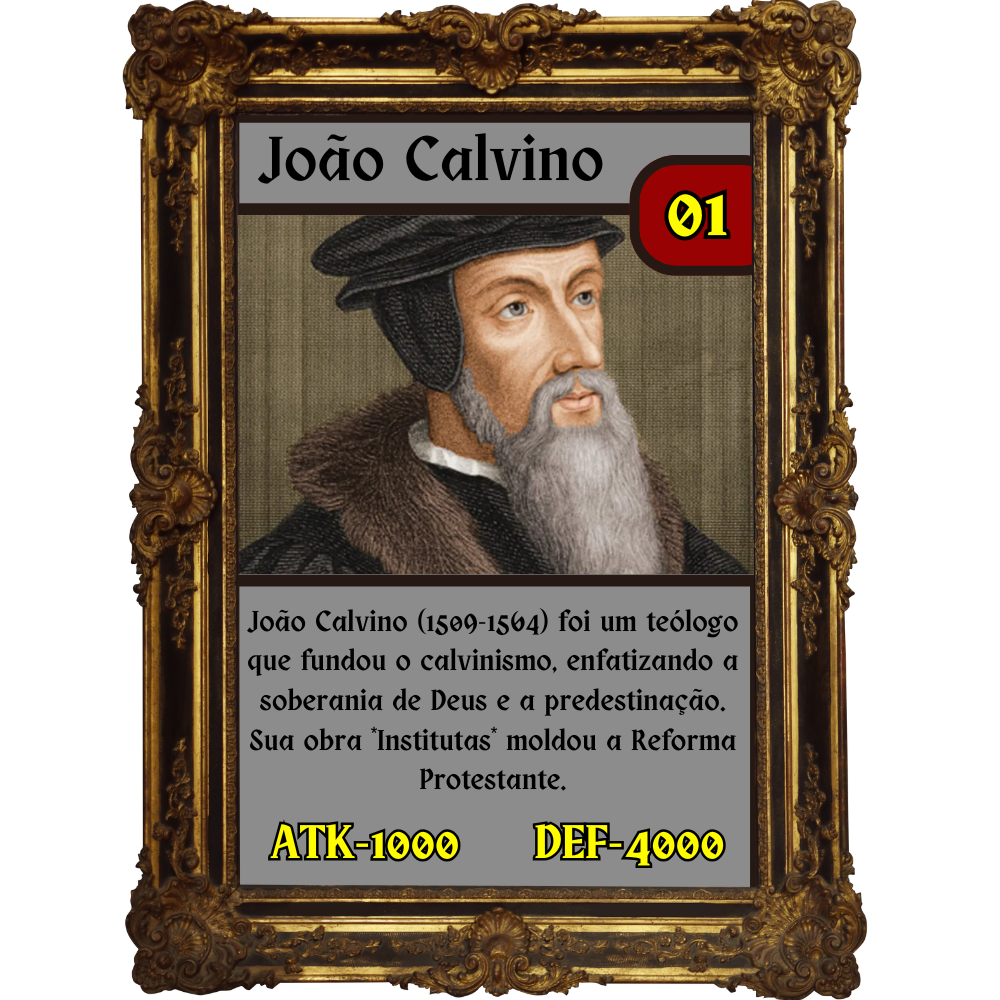 João Calvino
01
João Calvino (1509-1564) foi um teólogo
que fundou o calvinismo, enfatizando a
soberania de Deus e a predestinação.
Sua obra *Institutas* moldou a Reforma
Protestante.
ATK-1000 DEF-4000